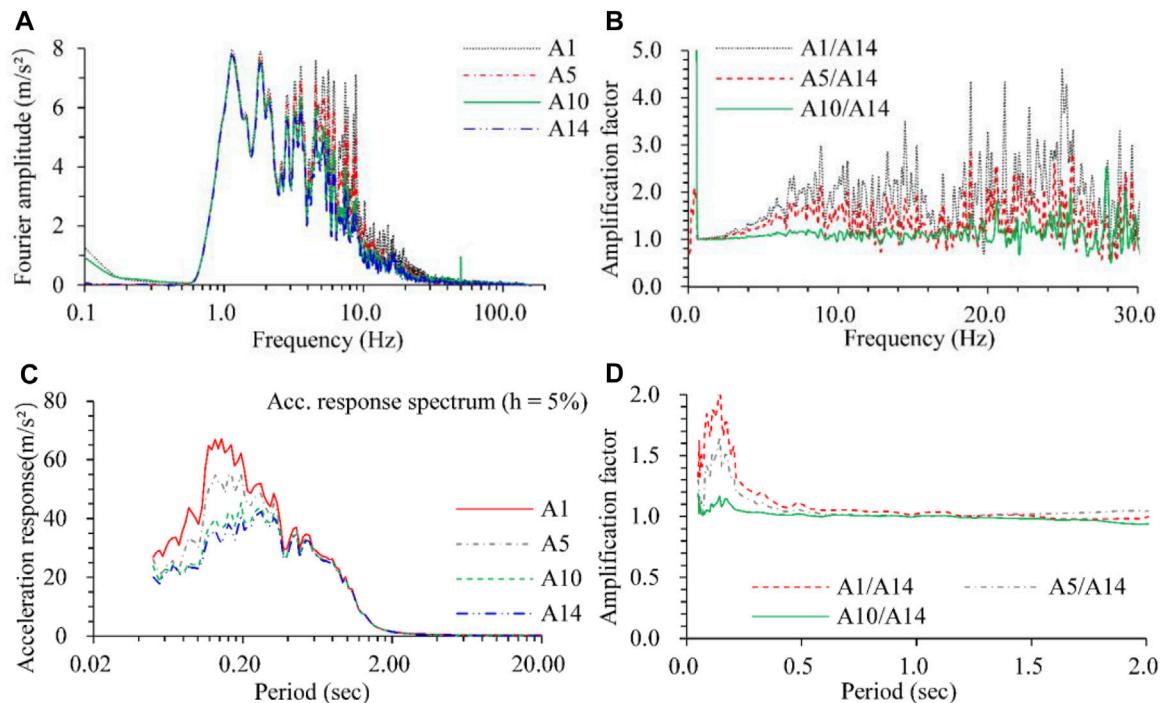 A
Fourier amplitude (m/s²)
8
6
4
2
0
0.1
1.0
10.0
100.0
Frequency (Hz)
A1
A5
A10
A14
B
Amplification factor
5.0
4.0
3.0
2.0
1.0
0.0
0.0
10.0
20.0
30.0
Frequency (Hz)
A1/A14
A5/A14
A10/A14
C
Acceleration response(m/s²)
80
60
40
20
0
0.02
0.20
2.00
20.00
Period (sec)
Acc. response spectrum (h = 5%)
A1
A5
A10
A14
D
Amplification factor
2.0
1.5
1.0
0.5
0.0
0.0
0.5
1.0
1.5
2.0
Period (sec)
A1/A14
A5/A14
A10/A14